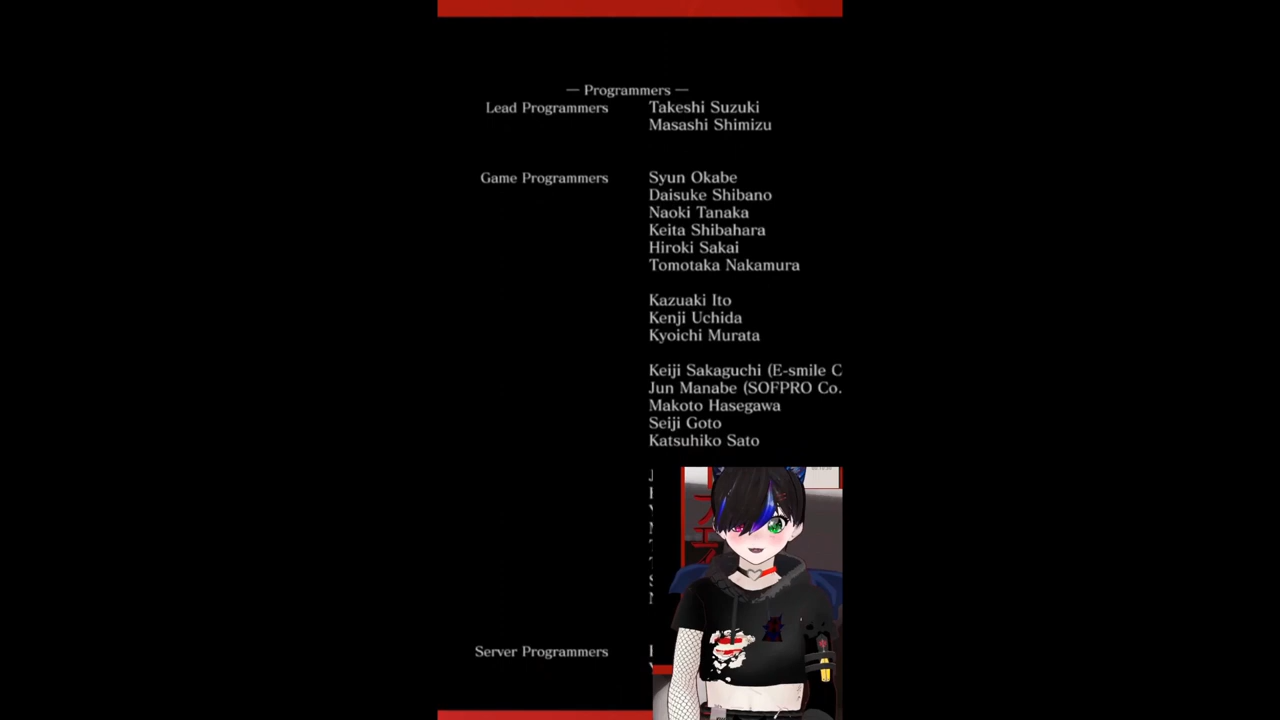 — Programmers —
Lead Programmers Takeshi Suzuki
Masashi Shimizu
Game Programmers Syun Okabe
Daisuke Shibano
Naoki Tanaka
Keita Shibahara
Hiroki Sakai
Tomotaka Nakamura
Kazuaki Ito
Kenji Uchida
Kyoichi Murata
Keiji Sakaguchi (E-smile C
Jun Manabe (SOFPRO Co.
Makoto Hasegawa
Seiji Goto
Katsuhiko Sato
Server Programmers